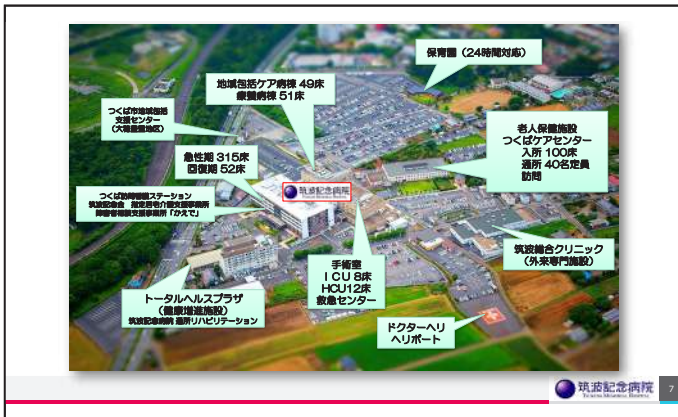 保育園（24時間対応）
地域包括ケア病棟 49床
療養病棟 51床
つくば市地域包括
支援センター
（大穂豊里地区）
老人保健施設
つくばケアセンター
入所 100床
通所 40名定員
訪問
急性期 315床
回復期 52床
筑波記念病院
TSUKUBA MEMORIAL HOSPITAL
つくば訪問看護ステーション
筑波記念会 指定居宅介護支援事業所
障害者相談支援事業所「かえで」
筑波総合クリニック
（外来専門施設）
手術室
ＩＣＵ 8床
HCU12床
救急センター
トータルヘルスプラザ
（健康増進施設）
筑波記念病院 通所リハビリテーション
ドクターヘリ
ヘリポート
筑波記念病院
TSUKUBA MEMORIAL HOSPITAL
7